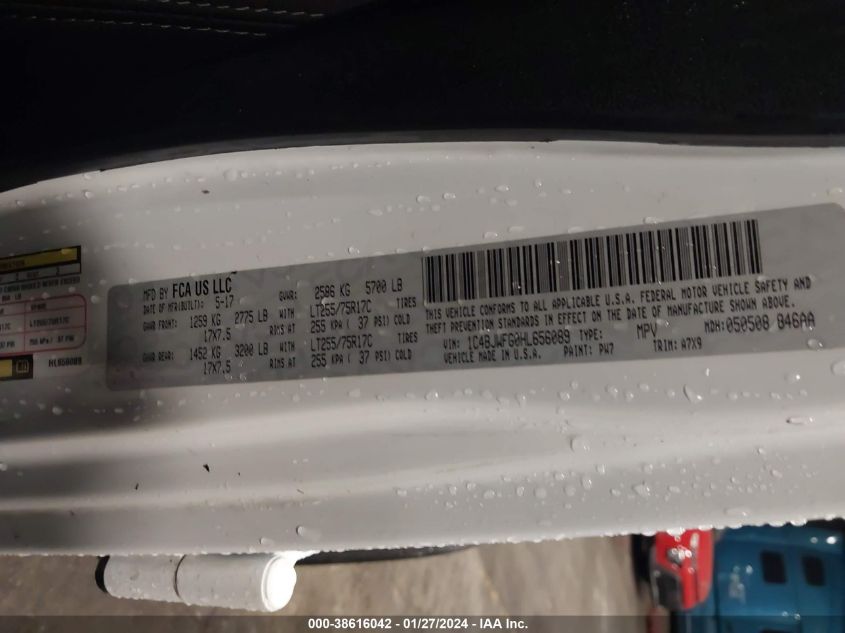 MFD BY FCA US LLC
DATE OF MFR(BUILT): 5-17
GVWR: 2586 KG 5700 LB
GAWR FRONT: 1259 KG 2775 LB WITH LT255/75R17C TIRES
17X7.5 RIMS AT 255 KPA ( 37 PSI) COLD
GAWR REAR: 1452 KG 3200 LB WITH LT255/75R17C TIRES
17X7.5 RIMS AT 255 KPA ( 37 PSI) COLD
THIS VEHICLE CONFORMS TO ALL APPLICABLE U.S.A. FEDERAL MOTOR VEHICLE SAFETY AND
THEFT PREVENTION STANDARDS IN EFFECT ON THE DATE OF MANUFACTURE SHOWN ABOVE.
VIN: 1C4BJWFG0HL656089 TYPE: MPV MDH: 050508 846AA
VEHICLE MADE IN U.S.A. PAINT: PW7 TRIM: A7X9
HL656089
000-38616042 - 01/27/2024 - IAA Inc.